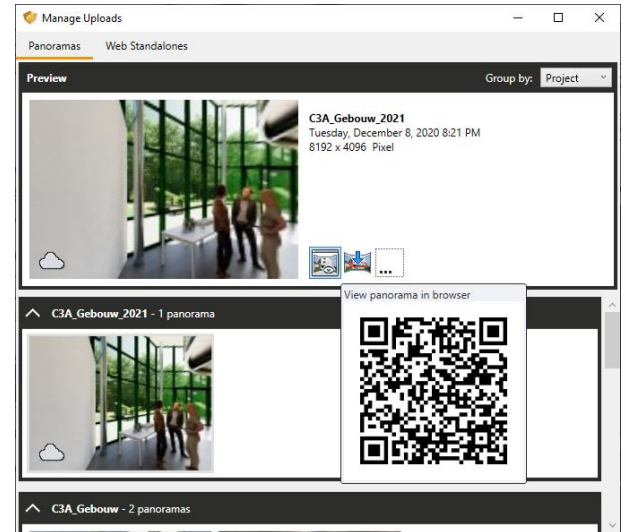 Manage Uploads
Panoramas Web Standalones
Preview Group by: Project
C3A_Gebouw_2021
Tuesday, December 8, 2020 8:21 PM
8192 x 4096 Pixel
...
View panorama in browser
C3A_Gebouw_2021 - 1 panorama
C3A_Gebouw - 2 panoramas